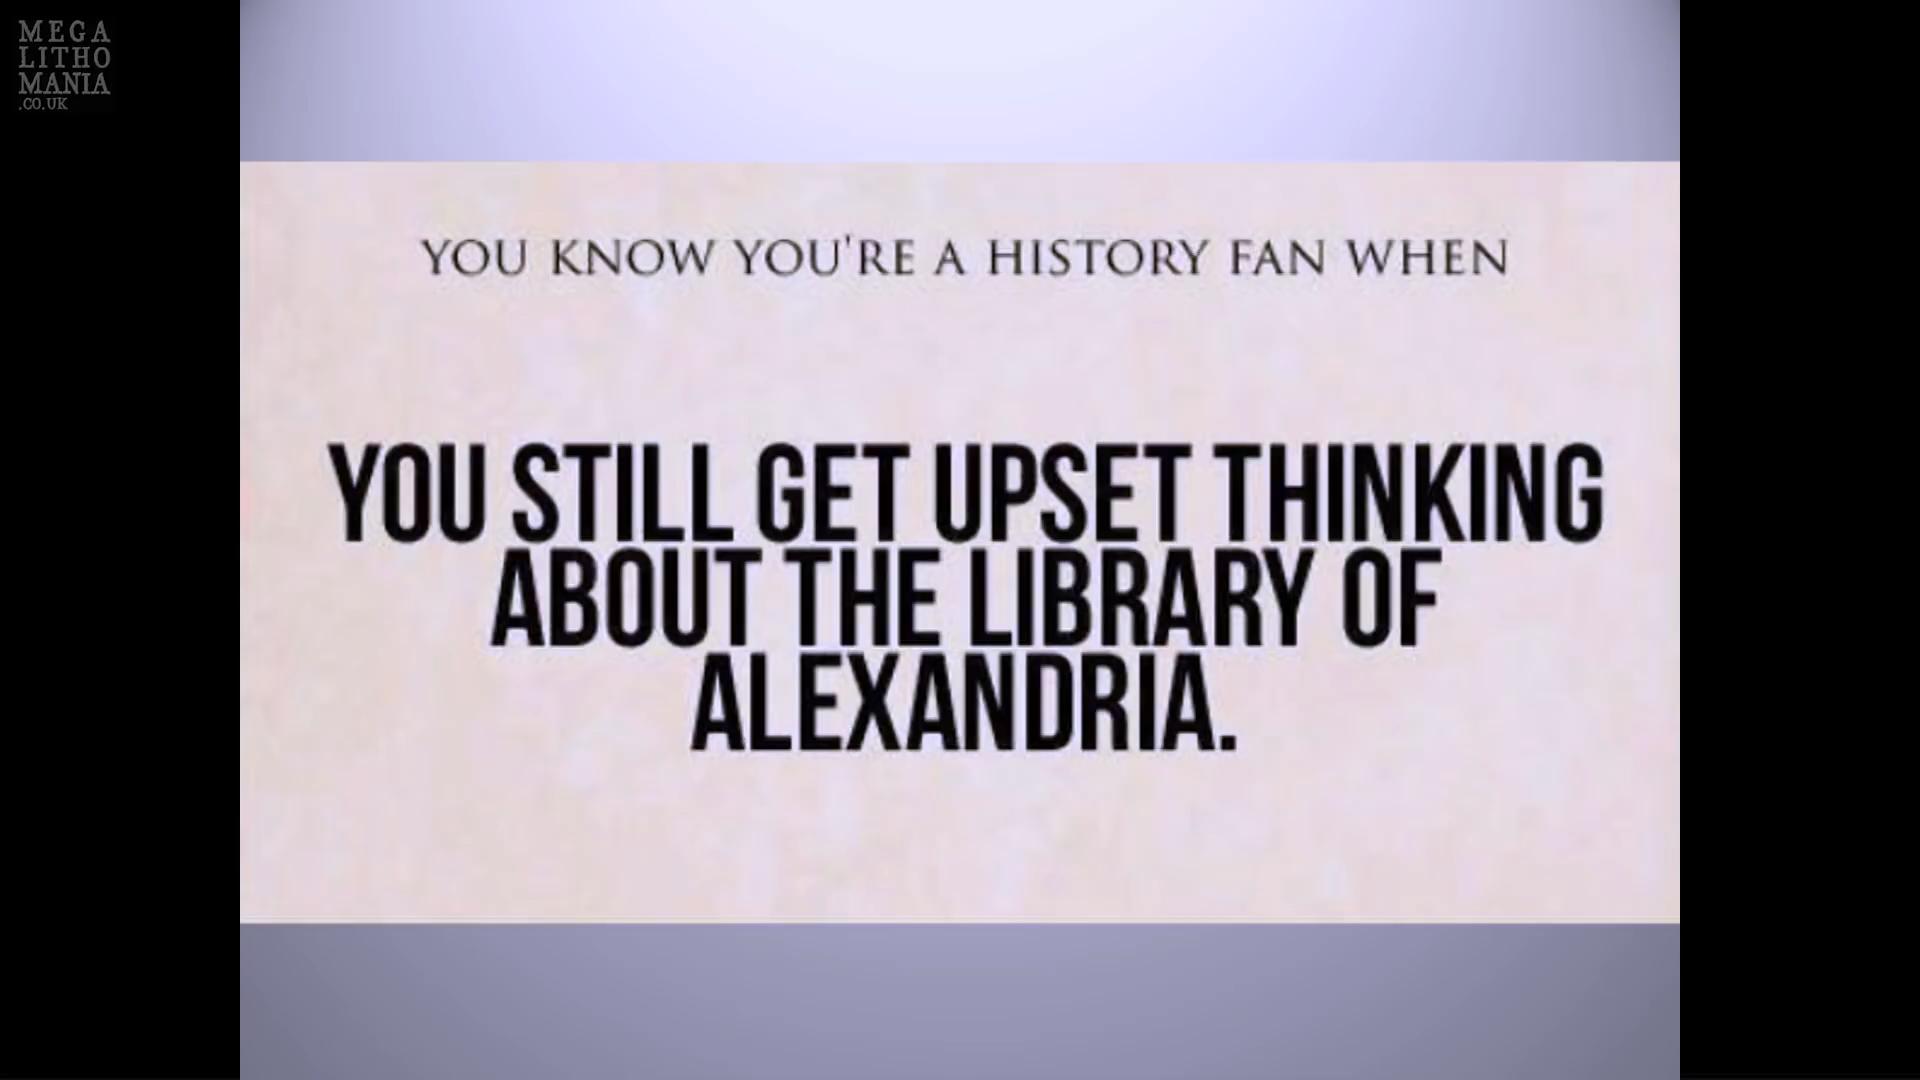 MEGA
LITHO
MANIA
.CO.UK
YOU KNOW YOU'RE A HISTORY FAN WHEN
YOU STILL GET UPSET THINKING
ABOUT THE LIBRARY OF
ALEXANDRIA.